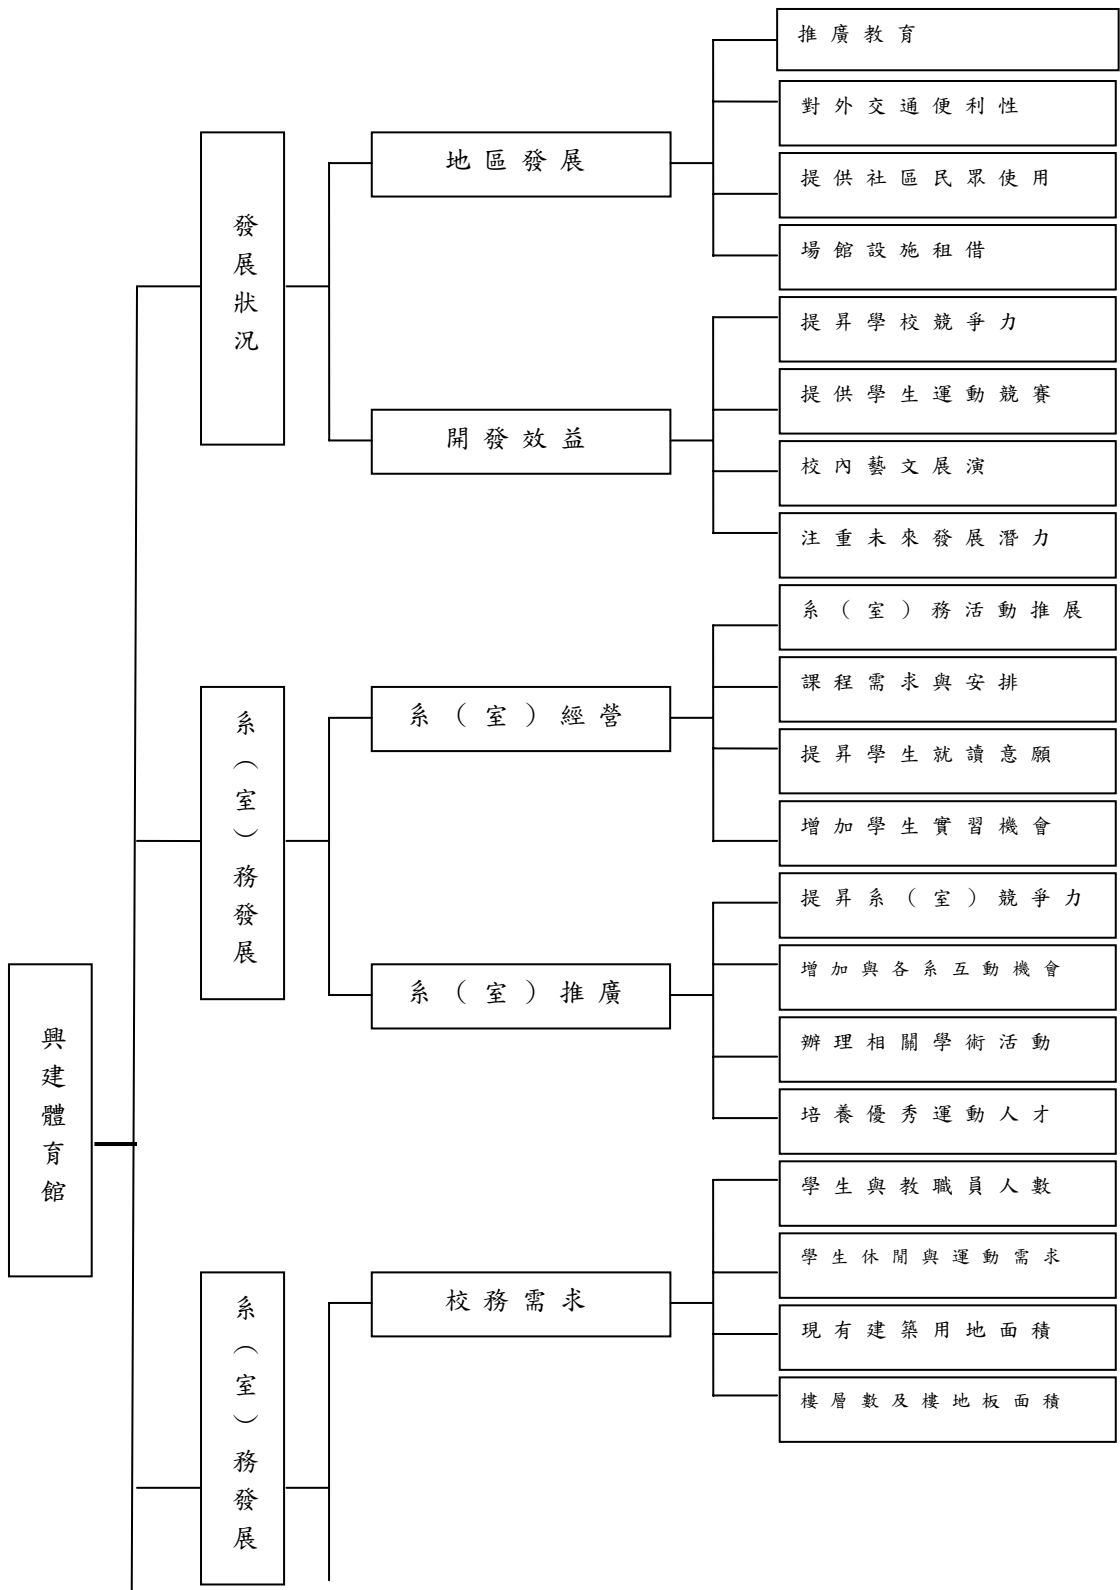 興建體育館
發展狀況
地區發展
推廣教育
對外交通便利性
提供社區民眾使用
場館設施租借
開發效益
提昇學校競爭力
提供學生運動競賽
校內藝文展演
注重未來發展潛力
系（室）務發展
系（室）經營
系（室）務活動推展
課程需求與安排
提昇學生就讀意願
增加學生實習機會
系（室）推廣
提昇系（室）競爭力
增加與各系互動機會
辦理相關學術活動
培養優秀運動人才
系（室）務發展
校務需求
學生與教職員人數
學生休閒與運動需求
現有建築用地面積
樓層數及樓地板面積